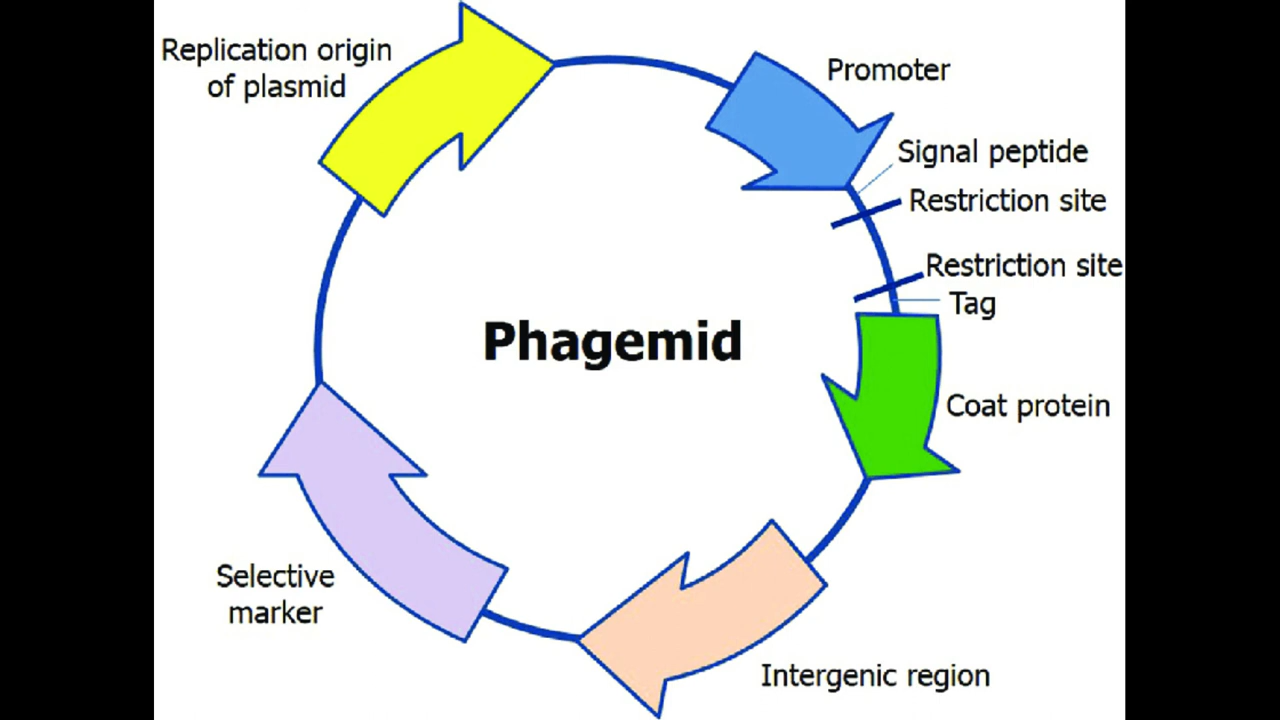 Replication origin
of plasmid
Promoter
Signal peptide
Restriction site
Restriction site
Tag
Phagemid
Coat protein
Selective
marker
Intergenic region